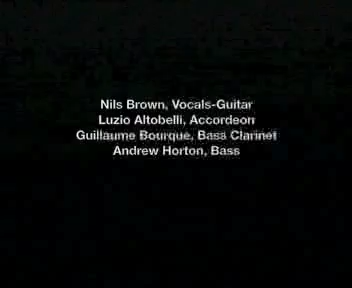 Nils Brown, Vocals-Guitar
Luzio Altobelli, Accordeon
Guillaume Bourque, Bass Clarinet
Andrew Horton, Bass